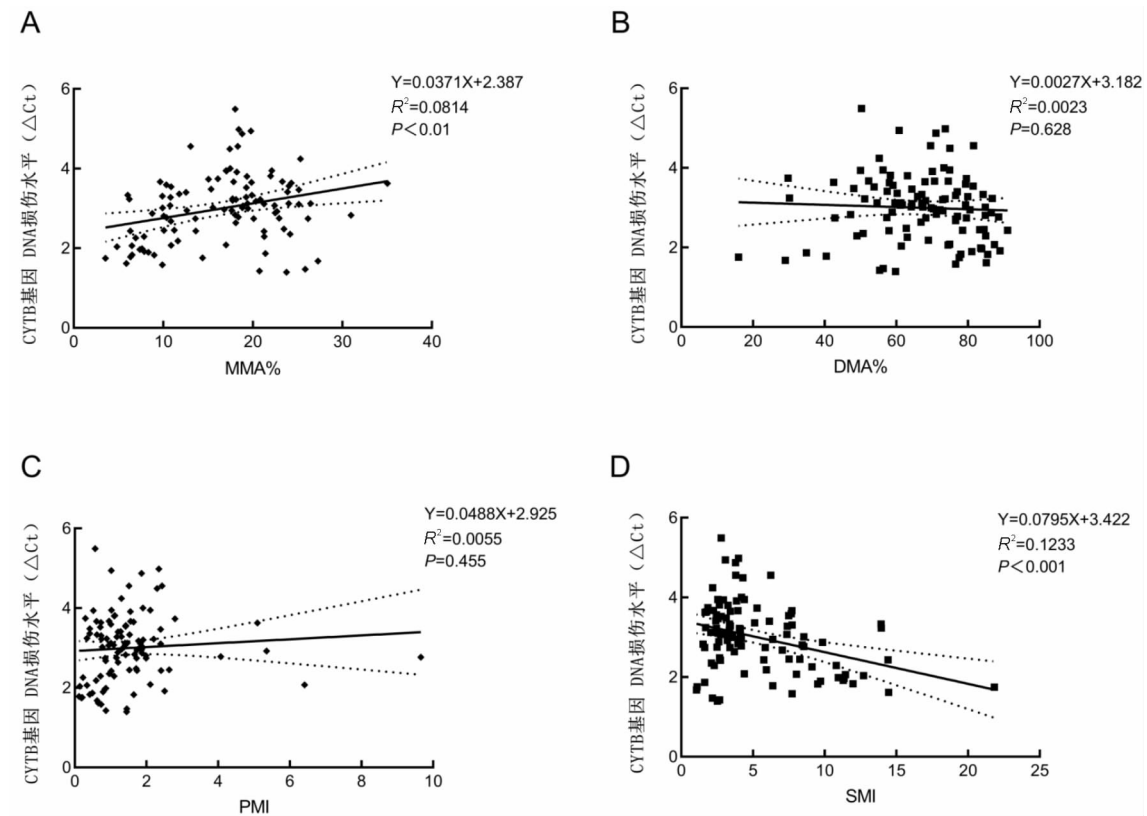 A
CYTB基因 DNA损伤水平（△Ct）
6
4
2
0
0 10 20 30 40
MMA%
Y=0.0371X+2.387
R²=0.0814
P＜0.01
B
CYTB基因 DNA损伤水平（△Ct）
6
4
2
0
0 20 40 60 80 100
DMA%
Y=0.0027X+3.182
R²=0.0023
P=0.628
C
CYTB基因 DNA损伤水平（△Ct）
6
4
2
0
0 2 4 6 8 10
PMI
Y=0.0488X+2.925
R²=0.0055
P=0.455
D
CYTB基因 DNA损伤水平（△Ct）
6
4
2
0
0 5 10 15 20 25
SMI
Y=0.0795X+3.422
R²=0.1233
P＜0.001